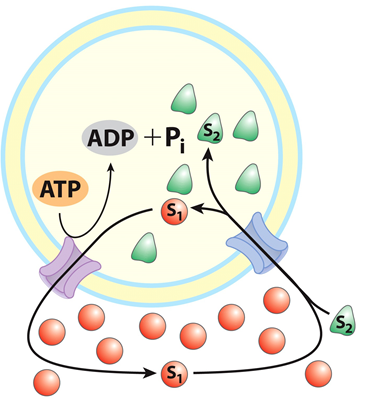 S2
ADP + Pi
ATP
S1
S2
S1